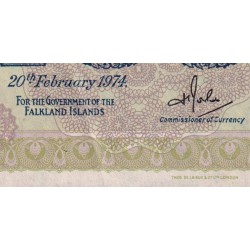 20th February 1974.
FOR THE GOVERNMENT OF THE
FALKLAND ISLANDS
Commissioner of Currency